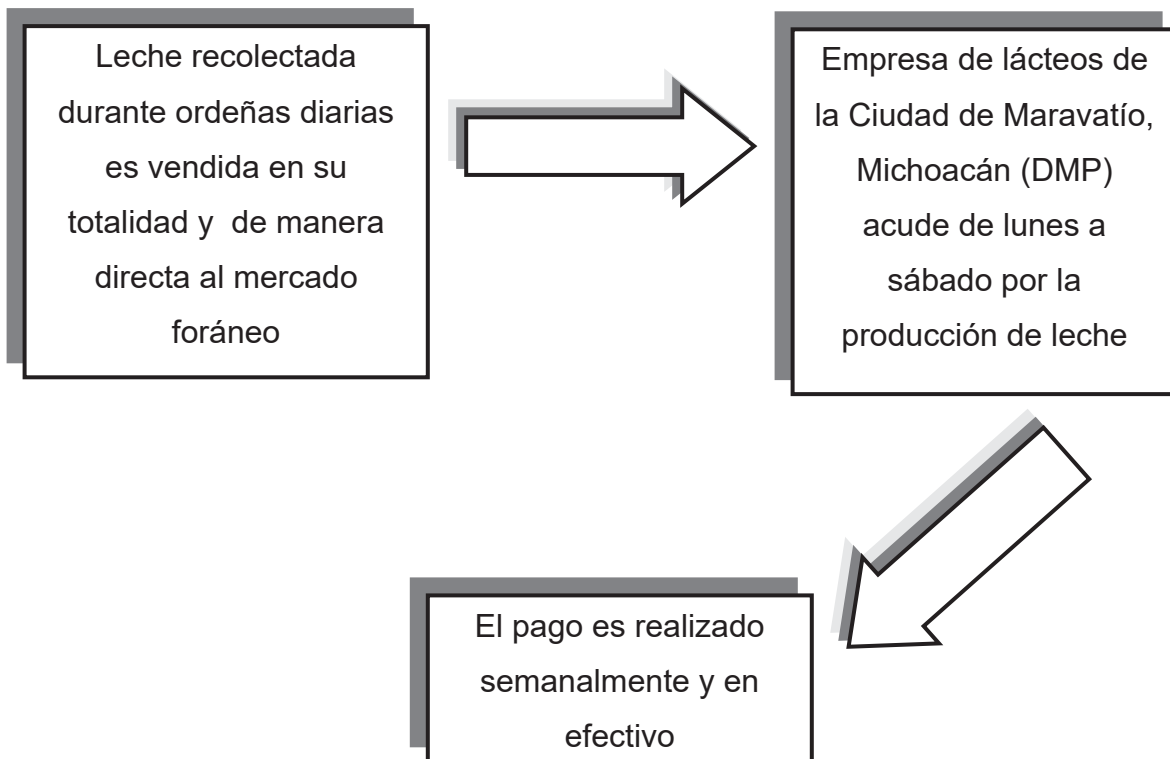 Leche recolectada
durante ordeñas diarias
es vendida en su
totalidad y  de manera
directa al mercado
foráneo
Empresa de lácteos de
la Ciudad de Maravatío,
Michoacán (DMP)
acude de lunes a
sábado por la
producción de leche
El pago es realizado
semanalmente y en
efectivo